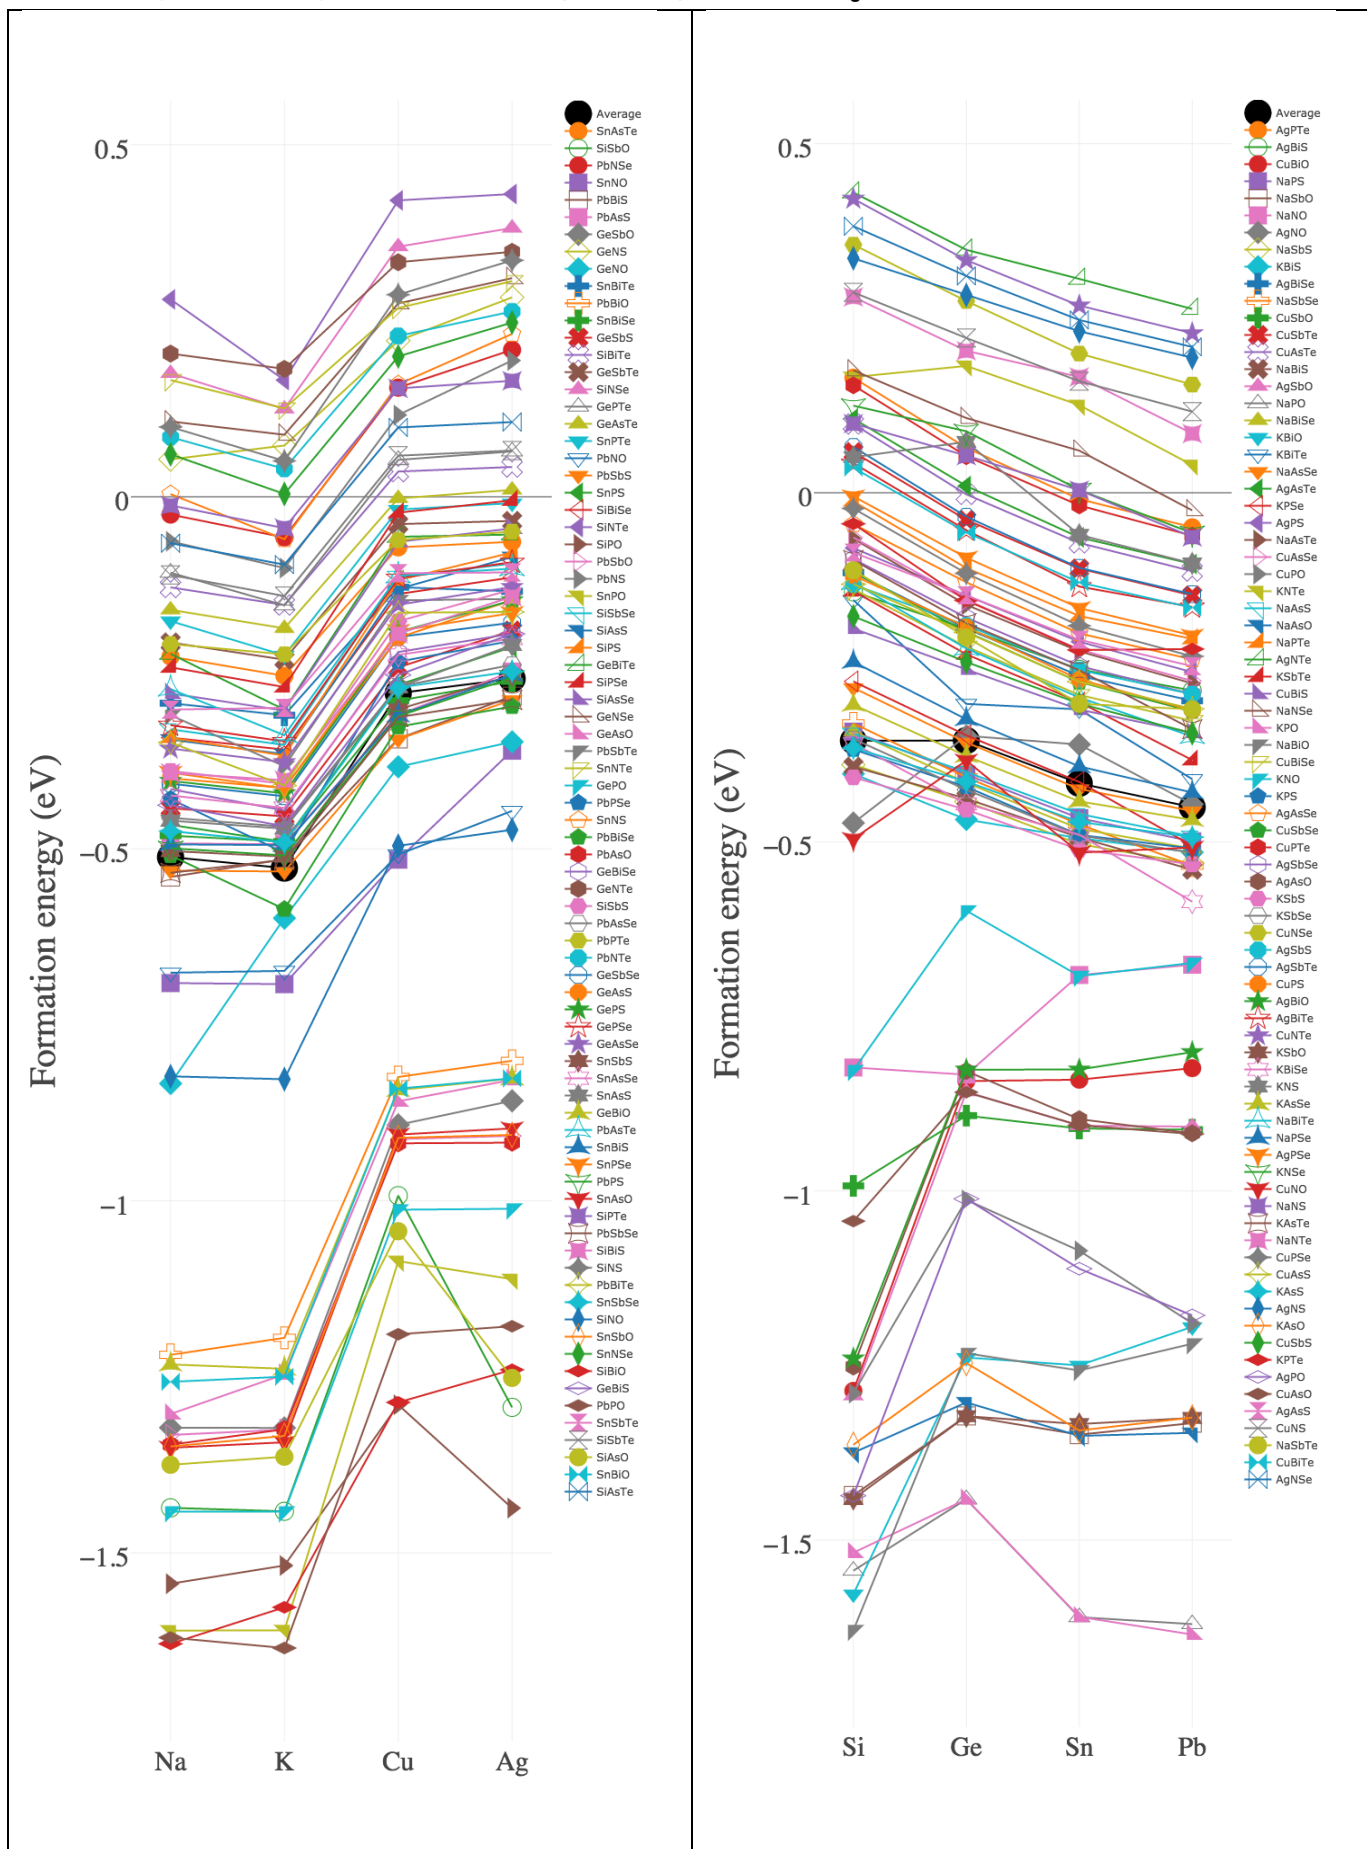 Formation energy (eV)
0.5
0
−0.5
−1
−1.5
Na K Cu Ag
Average
SnAsTe
SiSbO
PbNSe
SnNO
PbBiS
PbAsS
GeSbO
GeNS
GeNO
SnBiTe
PbBiO
SnBiSe
GeSbS
SiBiTe
GeSbTe
SiNSe
GePTe
GeAsTe
SnPTe
PbNO
PbSbS
SnPS
SiBiSe
SiNTe
SiPO
PbSbO
PbNS
SnPO
SiSbSe
SiAsS
SiPS
GeBiTe
SiPSe
SiAsSe
GeNSe
GeAsO
PbSbTe
SnNTe
GePO
PbPSe
SnNS
PbBiSe
PbAsO
GeBiSe
GeNTe
SiSbS
PbAsSe
PbPTe
PbNTe
GeSbSe
GeAsS
GePS
GePSe
GeAsSe
SnSbS
SnAsSe
SnAsS
GeBiO
PbAsTe
SnBiS
SnPSe
PbPS
SnAsO
SiPTe
PbSbSe
SiBiS
SiNS
PbBiTe
SnSbSe
SiNO
SnSbO
SnNSe
SiBiO
GeBiS
PbPO
SnSbTe
SiSbTe
SiAsO
SnBiO
SiAsTe
Formation energy (eV)
0.5
0
−0.5
−1
−1.5
Si Ge Sn Pb
Average
AgPTe
AgBiS
CuBiO
NaPS
NaSbO
NaNO
AgNO
NaSbS
KBiS
AgBiSe
NaSbSe
CuSbO
CuSbTe
CuAsTe
NaBiS
AgSbO
NaPO
NaBiSe
KBiO
KBiTe
NaAsSe
AgAsTe
KPSe
AgPS
NaAsTe
CuAsSe
CuPO
KNTe
NaAsS
NaAsO
NaPTe
AgNTe
KSbTe
CuBiS
NaNSe
KPO
NaBiO
CuBiSe
KNO
KPS
AgAsSe
CuSbSe
CuPTe
AgSbSe
AgAsO
KSbS
KSbSe
CuNSe
AgSbS
AgSbTe
CuPS
AgBiO
AgBiTe
CuNTe
KSbO
KBiSe
KNS
KAsSe
NaBiTe
NaPSe
AgPSe
KNSe
CuNO
NaNS
KAsTe
NaNTe
CuPSe
CuAsS
KAsS
AgNS
KAsO
CuSbS
KPTe
AgPO
CuAsO
AgAsS
CuNS
NaSbTe
CuBiTe
AgNSe